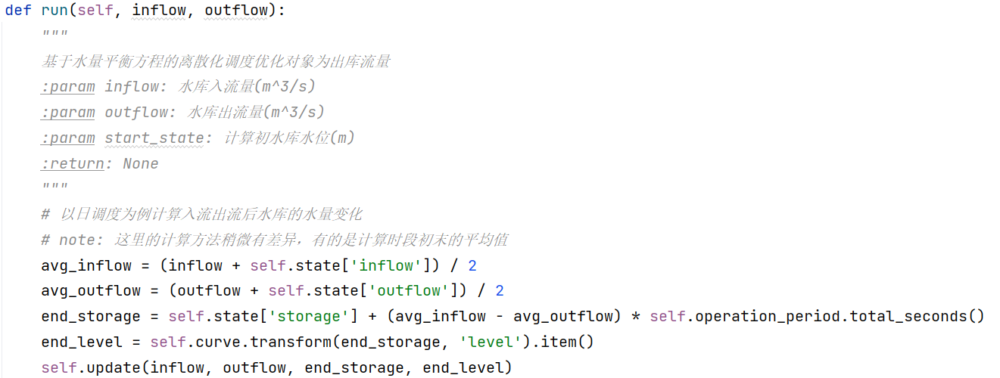 def run(self, inflow, outflow):
"""
基于水量平衡方程的离散化调度优化对象为出库流量
:param inflow: 水库入流量(m^3/s)
:param outflow: 水库出流量(m^3/s)
:param start_state: 计算初水库水位(m)
:return: None
"""
# 以日调度为例计算入流出流后水库的水量变化
# note: 这里的计算方法稍微有差异，有的是计算时段初末的平均值
avg_inflow = (inflow + self.state['inflow']) / 2
avg_outflow = (outflow + self.state['outflow']) / 2
end_storage = self.state['storage'] + (avg_inflow - avg_outflow) * self.operation_period.total_seconds()
end_level = self.curve.transform(end_storage, 'level').item()
self.update(inflow, outflow, end_storage, end_level)